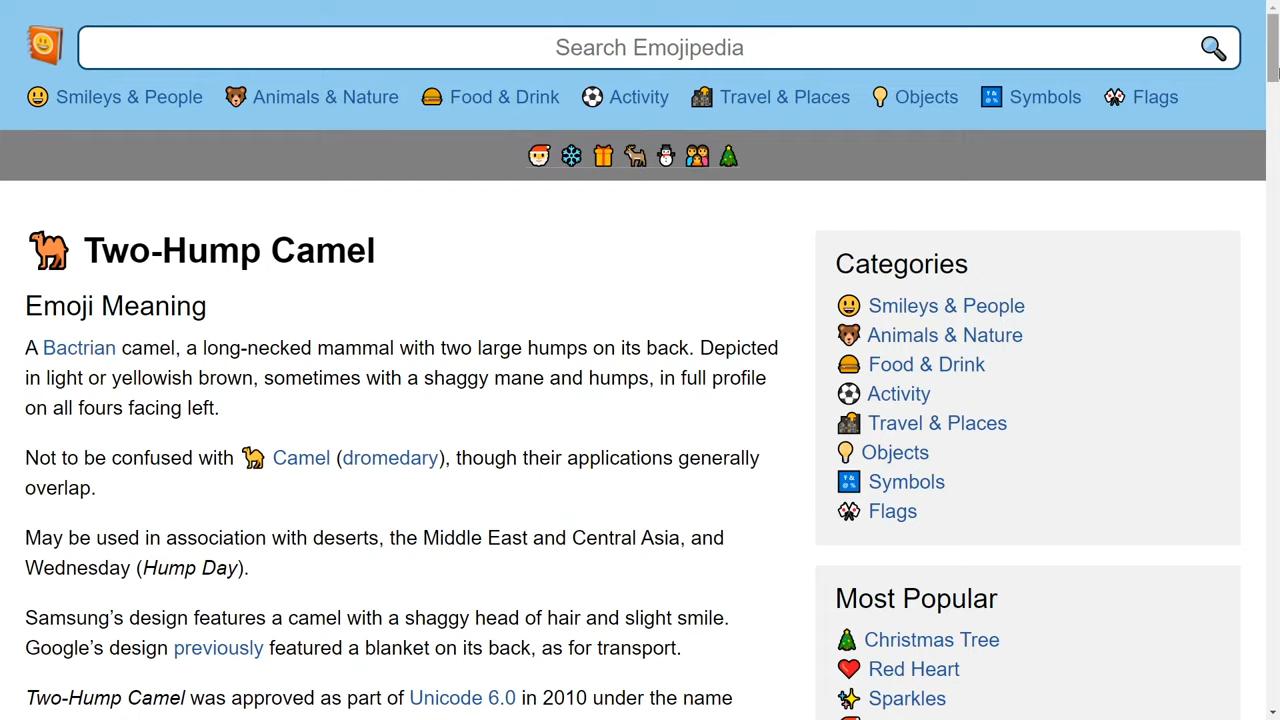 Search Emojipedia
Smileys & People Animals & Nature Food & Drink Activity Travel & Places Objects Symbols Flags
Two-Hump Camel
Emoji Meaning
A Bactrian camel, a long-necked mammal with two large humps on its back. Depicted
in light or yellowish brown, sometimes with a shaggy mane and humps, in full profile
on all fours facing left.
Not to be confused with 🐪 Camel (dromedary), though their applications generally
overlap.
May be used in association with deserts, the Middle East and Central Asia, and
Wednesday (Hump Day).
Samsung’s design features a camel with a shaggy head of hair and slight smile.
Google’s design previously featured a blanket on its back, as for transport.
Two-Hump Camel was approved as part of Unicode 6.0 in 2010 under the name
Categories
Smileys & People
Animals & Nature
Food & Drink
Activity
Travel & Places
Objects
Symbols
Flags
Most Popular
Christmas Tree
Red Heart
Sparkles